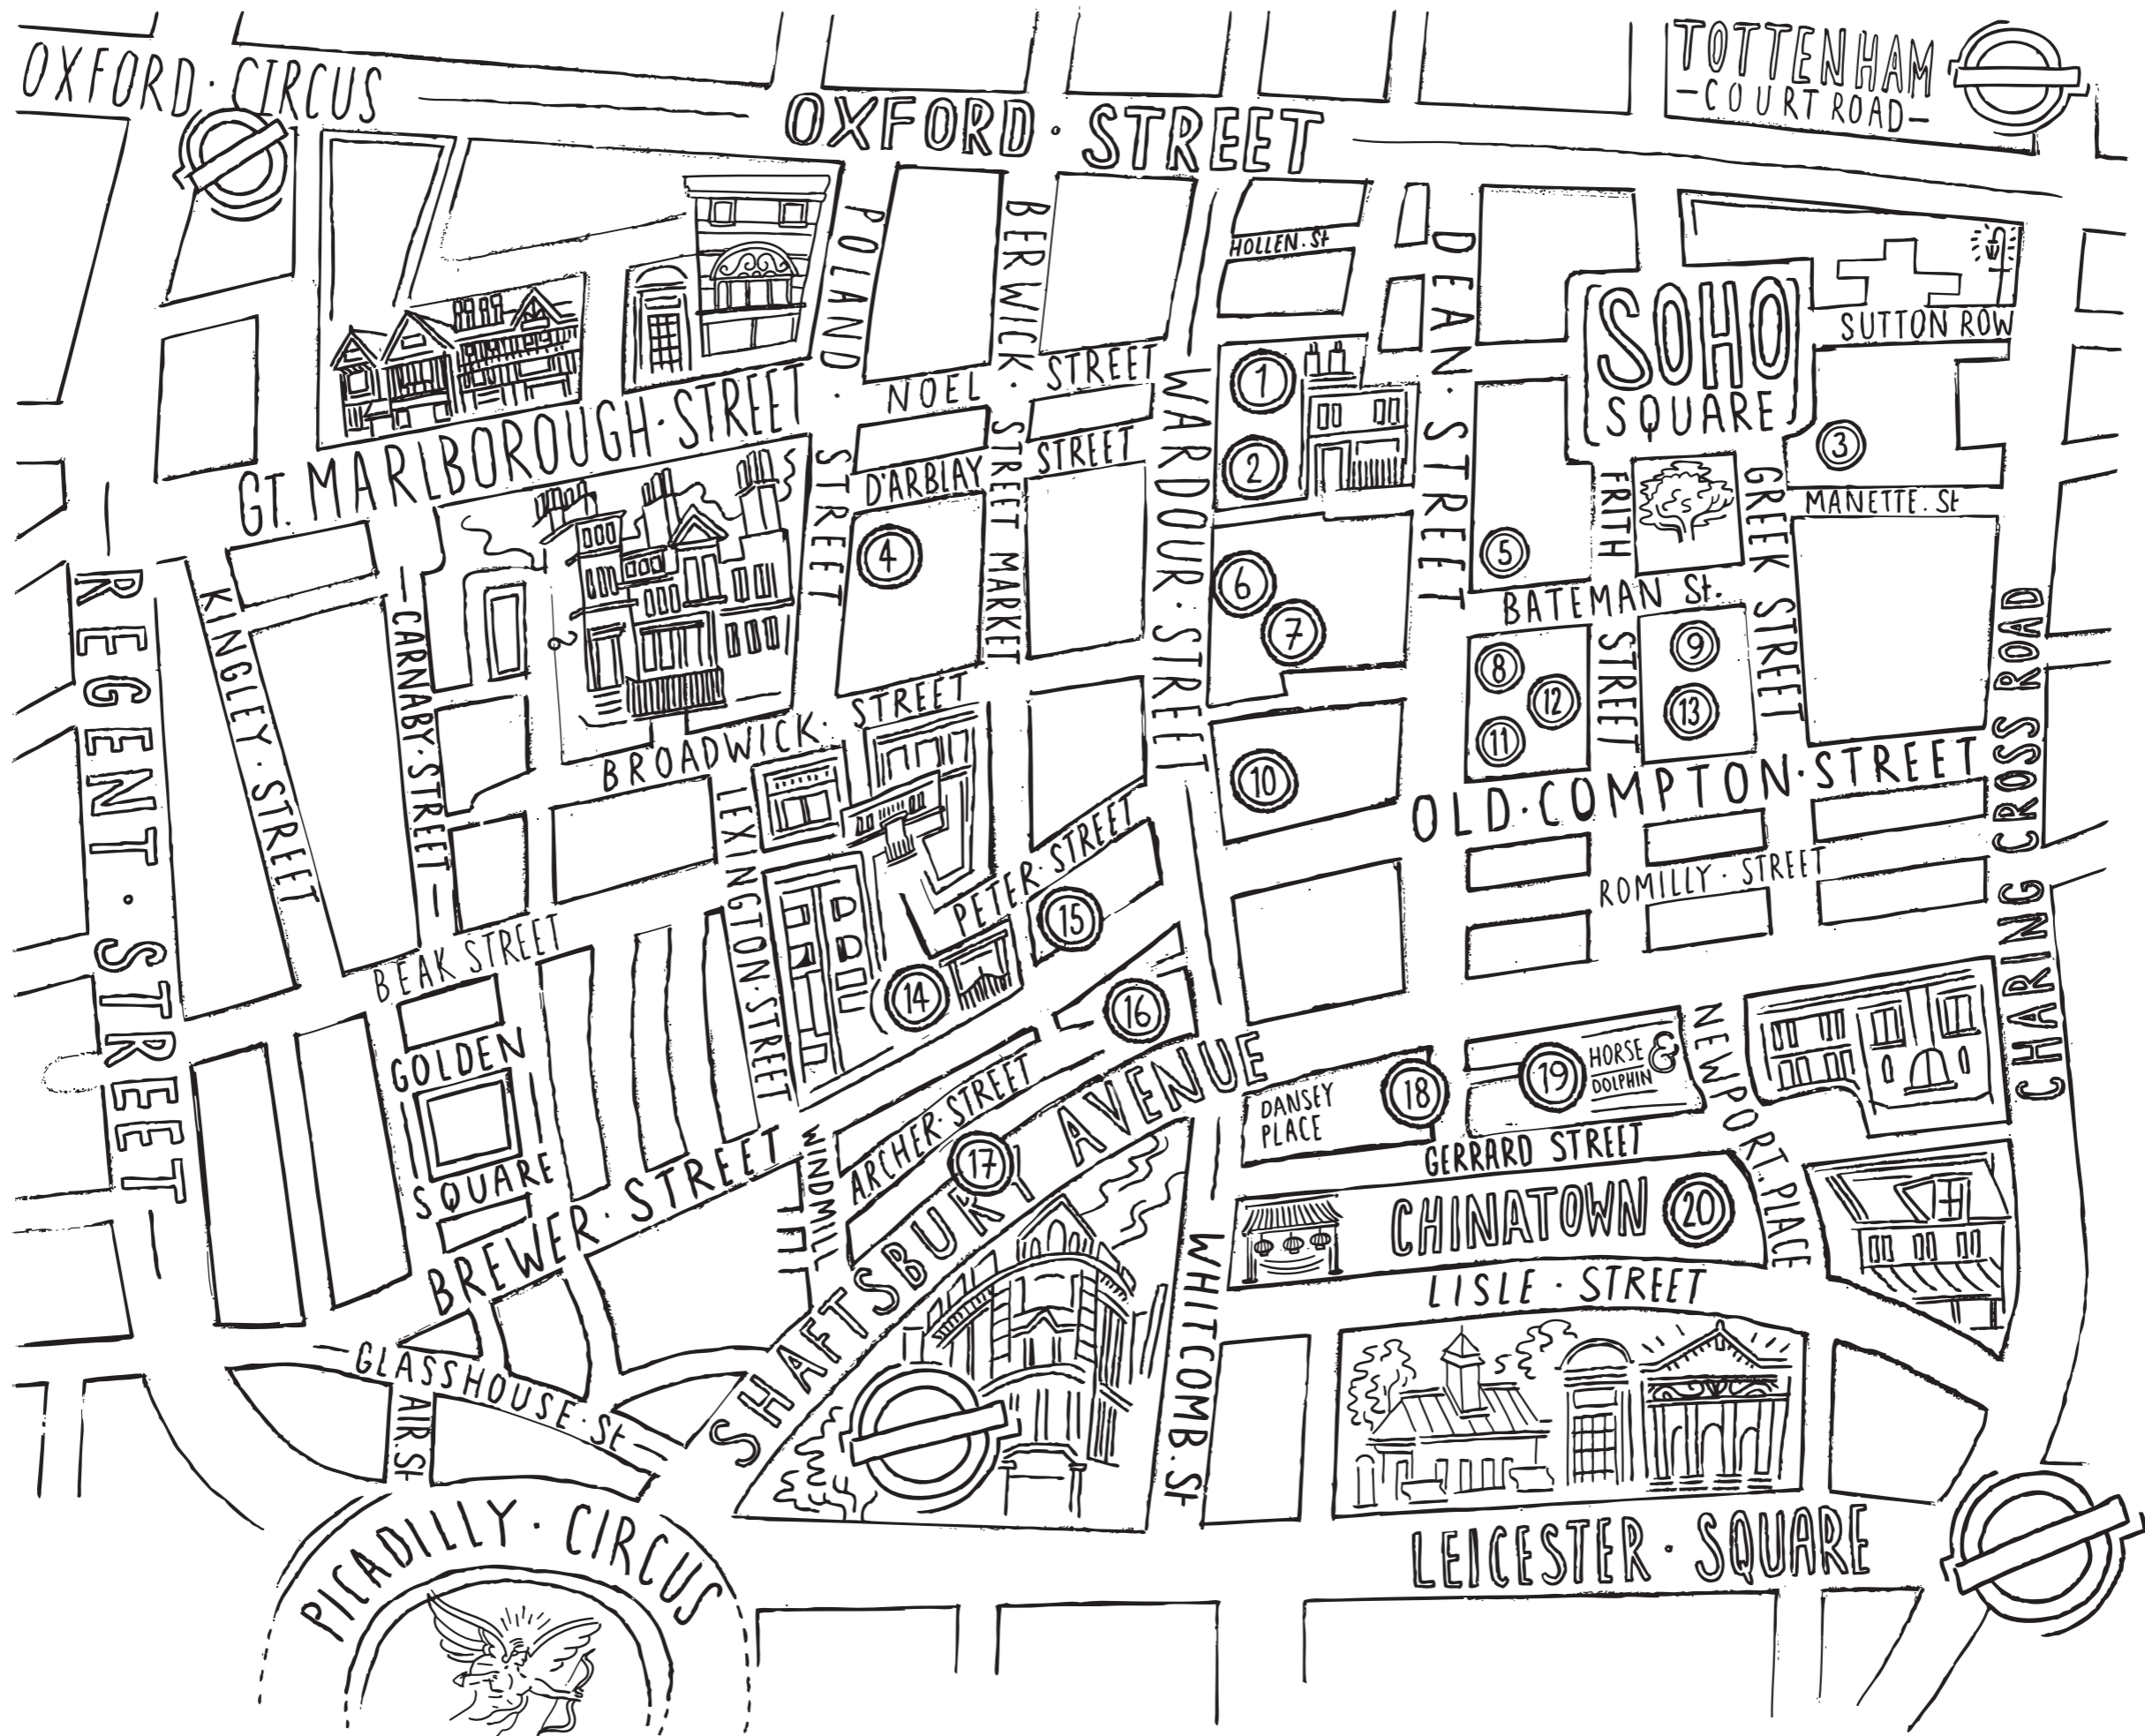 OXFORD · CIRCUS
TOTTENHAM
- COURT ROAD -
OXFORD · STREET
POLAND · STREET
BERWICK · STREET MARKET
HOLLEN · St
DEAN · STREET
SOHO
SQUARE
SUTTON ROW
NOEL STREET
1
WARDOUR · STREET
GT. MARLBOROUGH · STREET
D'ARBLAY STREET
2
3
FRITH STREET
GREEK STREET
MANETTE . St
4
5
6
7
BATEMAN St.
8
9
12
13
11
10
- REGENT · STREET -
KINGLEY · STREET
- CARNABY · STREET -
BROADWICK · STREET
LEXINGTON · STREET
OLD · COMPTON · STREET
CHARING CROSS ROAD
PETER · STREET
ROMILLY · STREET
BEAK STREET
15
14
16
GOLDEN
SQUARE
ARCHER · STREET
SHAFTSBURY AVENUE
17
DANSEY
PLACE
18
19
HORSE &
DOLPHIN
NEWPORT . PLACE
GERRARD STREET
BREWER · STREET
WINDMILL
CHINATOWN
20
WHITCOMB . St
LISLE · STREET
- GLASSHOUSE · St -
AIR St
PICADILLY · CIRCUS
LEICESTER · SQUARE